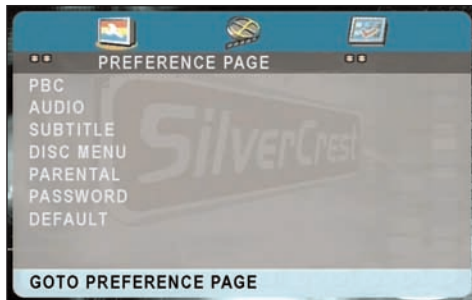 PREFERENCE PAGE
PBC
AUDIO
SUBTITLE
DISC MENU
PARENTAL
PASSWORD
DEFAULT
SilverCrest
GOTO PREFERENCE PAGE